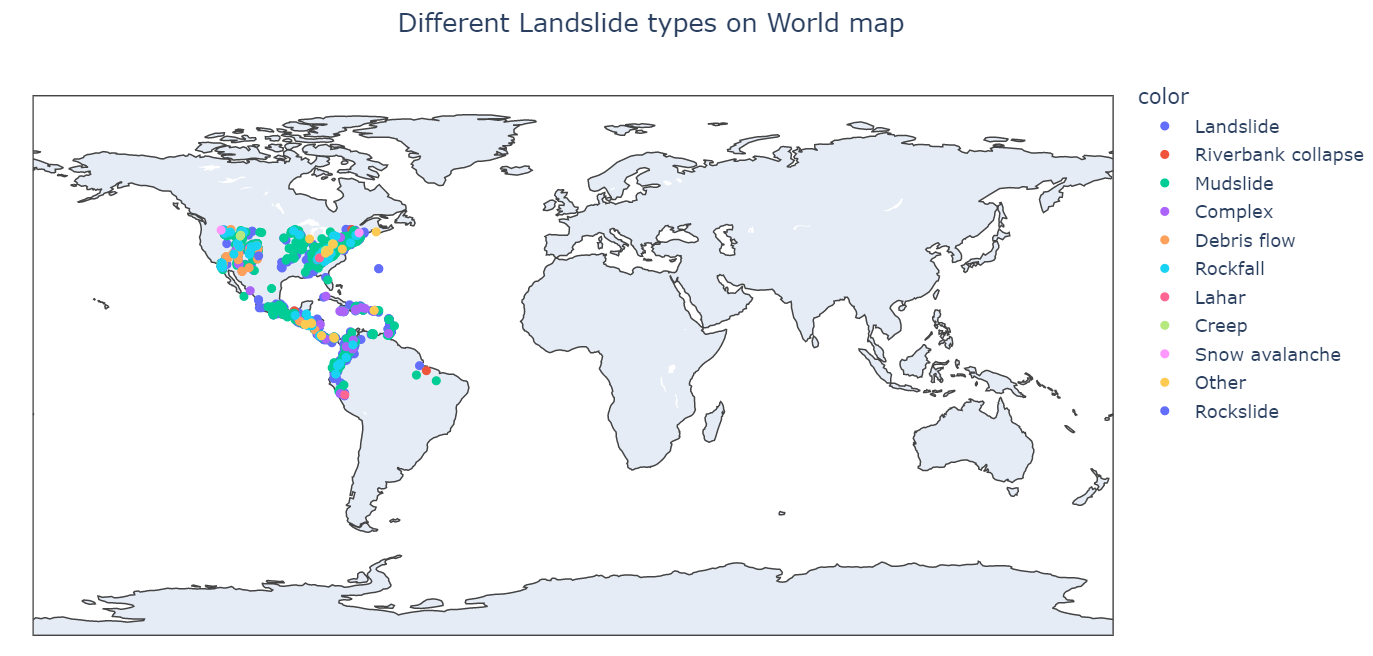 Different Landslide types on World map
color
Landslide
Riverbank collapse
Mudslide
Complex
Debris flow
Rockfall
Lahar
Creep
Snow avalanche
Other
Rockslide